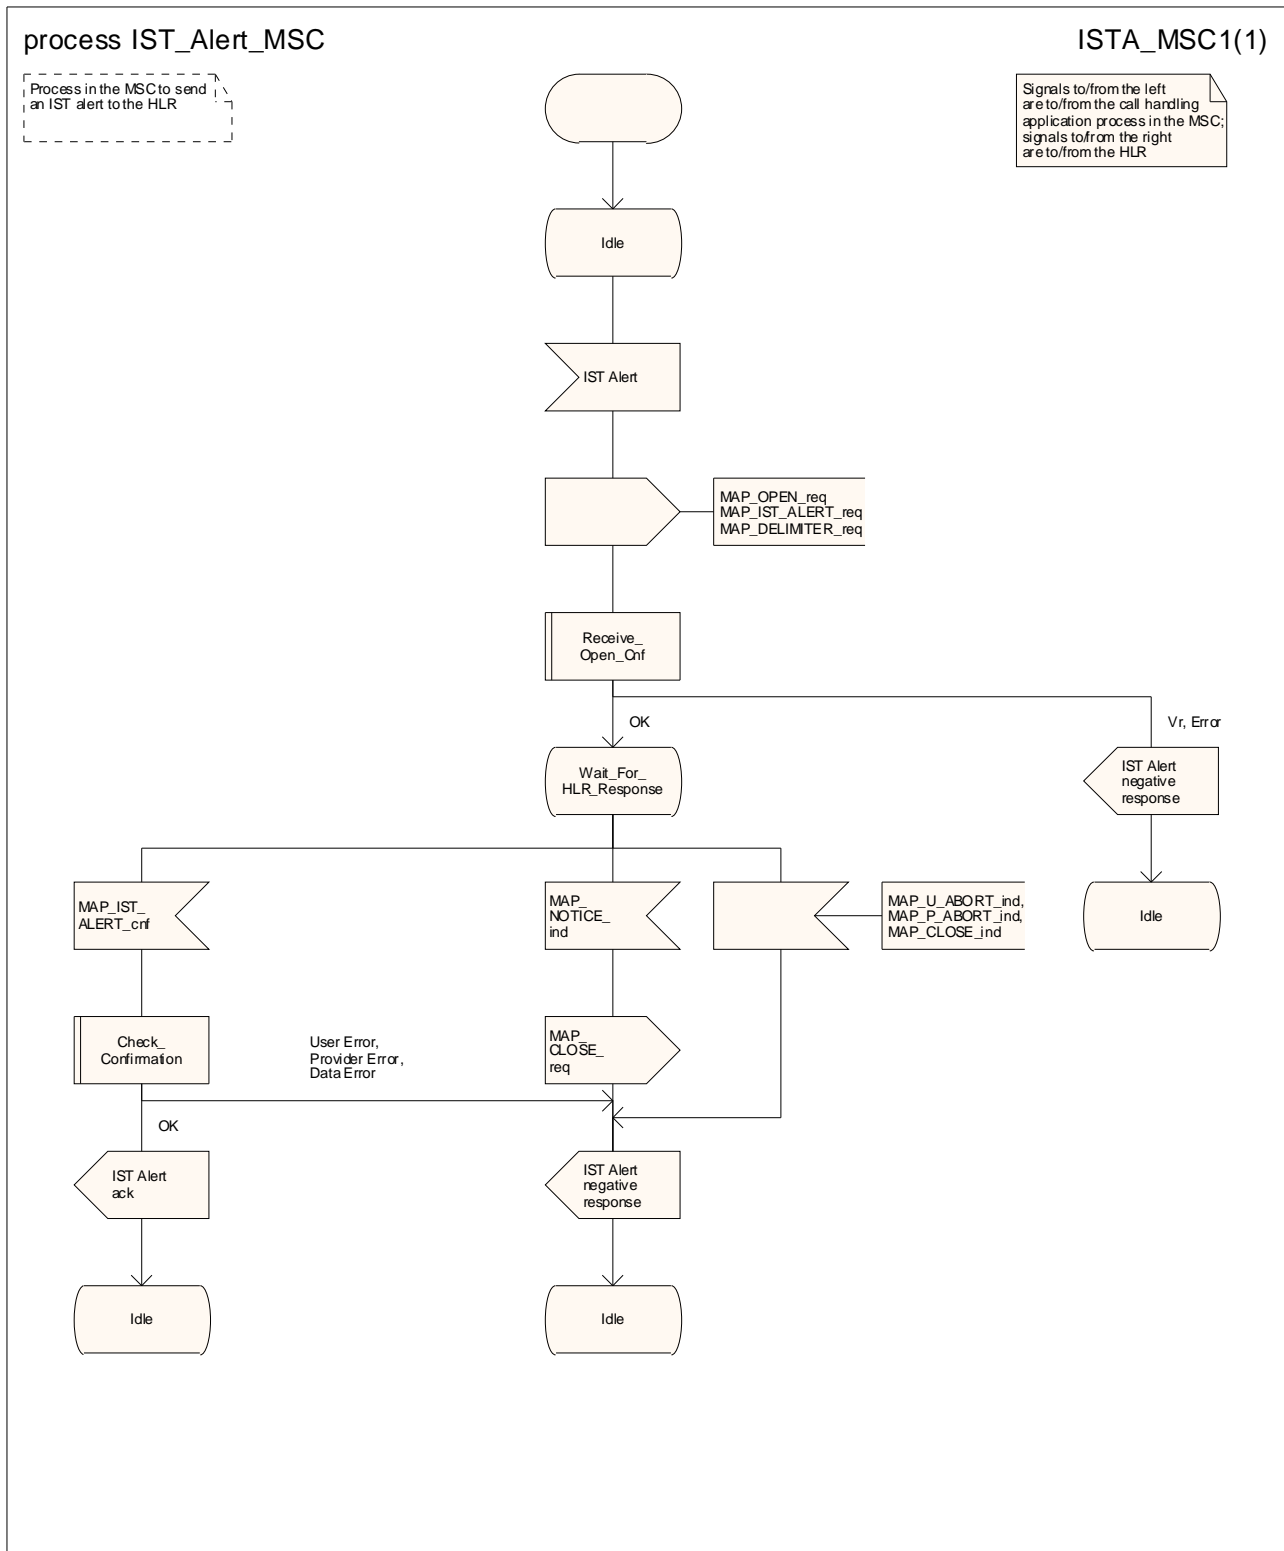 process IST_Alert_MSC
ISTA_MSC1(1)
Process in the MSC to send
an IST alert to the HLR
Signals to/from the left
are to/from the call handling
application process in the MSC;
signals to/from the right
are to/from the HLR
Idle
IST Alert
MAP_OPEN_req
MAP_IST_ALERT_req
MAP_DELIMITER_req
Receive_
Open_Cnf
OK
Vr, Error
Wait_For_
HLR_Response
IST Alert
negative
response
MAP_IST_
ALERT_cnf
MAP_
NOTICE_
ind
MAP_U_ABORT_ind,
MAP_P_ABORT_ind,
MAP_CLOSE_ind
Idle
Check_
Confirmation
User Error,
Provider Error,
Data Error
MAP_
CLOSE_
req
OK
IST Alert
ack
IST Alert
negative
response
Idle
Idle